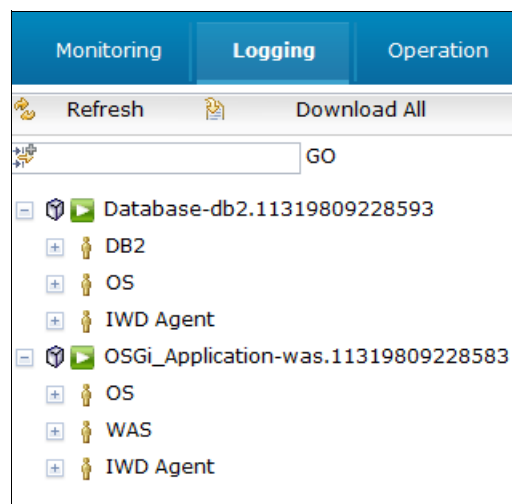 Monitoring Logging Operation
Refresh Download All
GO
Database-db2.11319809228593
DB2
OS
IWD Agent
OSGi_Application-was.11319809228583
OS
WAS
IWD Agent